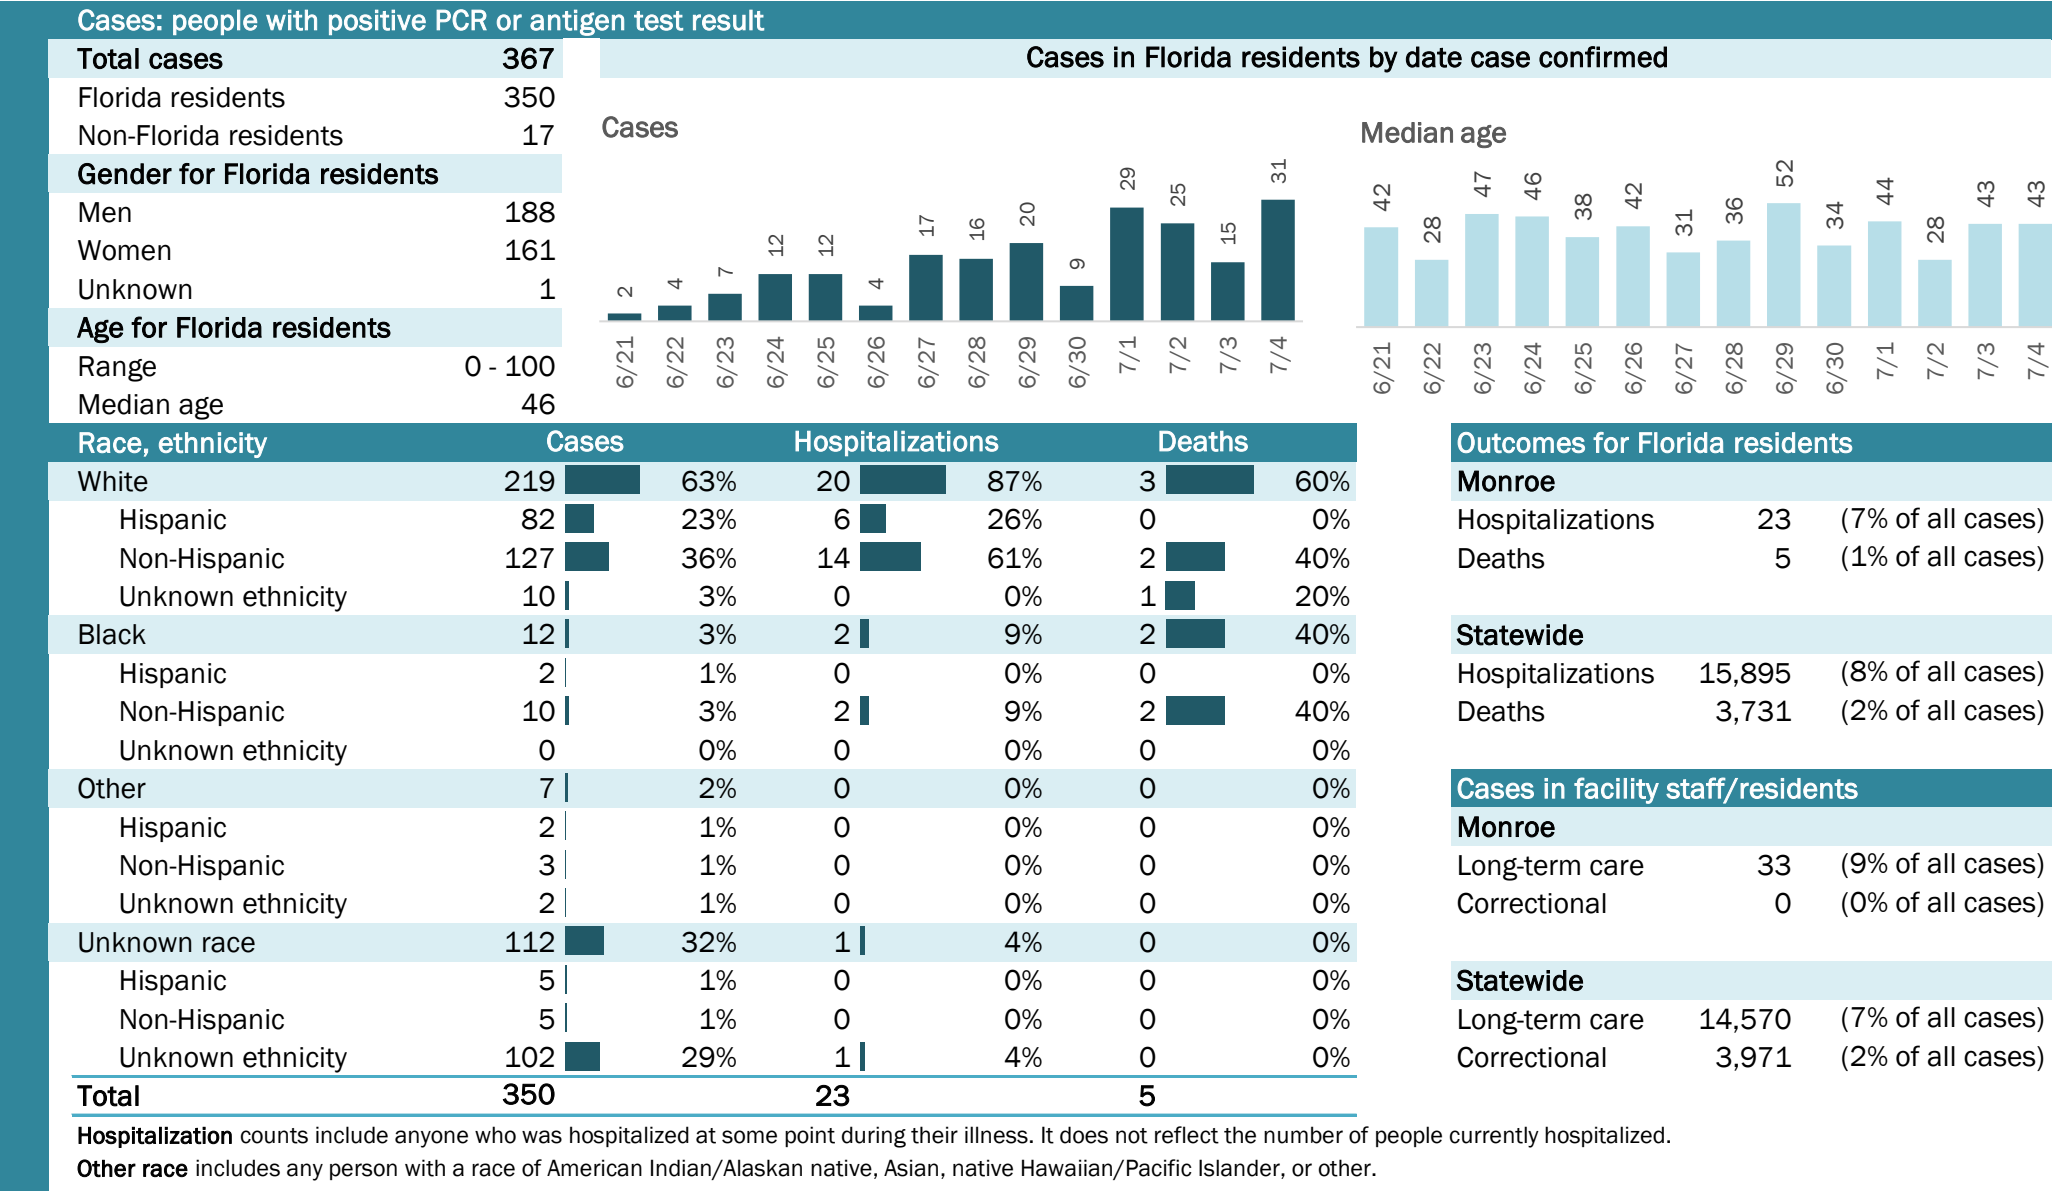 Cases: people with positive PCR or antigen test result
Total cases 367
Florida residents 350
Non-Florida residents 17
Gender for Florida residents
Men 188
Women 161
Unknown 1
Age for Florida residents
Range 0 - 100
Median age 46
Cases in Florida residents by date case confirmed
Cases
2 4 7 12 12 4 17 16 20 9 29 25 15 31
6/21 6/22 6/23 6/24 6/25 6/26 6/27 6/28 6/29 6/30 7/1 7/2 7/3 7/4
Median age
42 28 47 46 38 42 31 36 52 34 44 28 43 43
6/21 6/22 6/23 6/24 6/25 6/26 6/27 6/28 6/29 6/30 7/1 7/2 7/3 7/4
Race, ethnicity Cases Hospitalizations Deaths
White 219 63% 20 87% 3 60%
Hispanic 82 23% 6 26% 0 0%
Non-Hispanic 127 36% 14 61% 2 40%
Unknown ethnicity 10 3% 0 0% 1 20%
Black 12 3% 2 9% 2 40%
Hispanic 2 1% 0 0% 0 0%
Non-Hispanic 10 3% 2 9% 2 40%
Unknown ethnicity 0 0% 0 0% 0 0%
Other 7 2% 0 0% 0 0%
Hispanic 2 1% 0 0% 0 0%
Non-Hispanic 3 1% 0 0% 0 0%
Unknown ethnicity 2 1% 0 0% 0 0%
Unknown race 112 32% 1 4% 0 0%
Hispanic 5 1% 0 0% 0 0%
Non-Hispanic 5 1% 0 0% 0 0%
Unknown ethnicity 102 29% 1 4% 0 0%
Total 350 23 5
Outcomes for Florida residents
Monroe
Hospitalizations 23 (7% of all cases)
Deaths 5 (1% of all cases)
Statewide
Hospitalizations 15,895 (8% of all cases)
Deaths 3,731 (2% of all cases)
Cases in facility staff/residents
Monroe
Long-term care 33 (9% of all cases)
Correctional 0 (0% of all cases)
Statewide
Long-term care 14,570 (7% of all cases)
Correctional 3,971 (2% of all cases)
Hospitalization counts include anyone who was hospitalized at some point during their illness. It does not reflect the number of people currently hospitalized.
Other race includes any person with a race of American Indian/Alaskan native, Asian, native Hawaiian/Pacific Islander, or other.